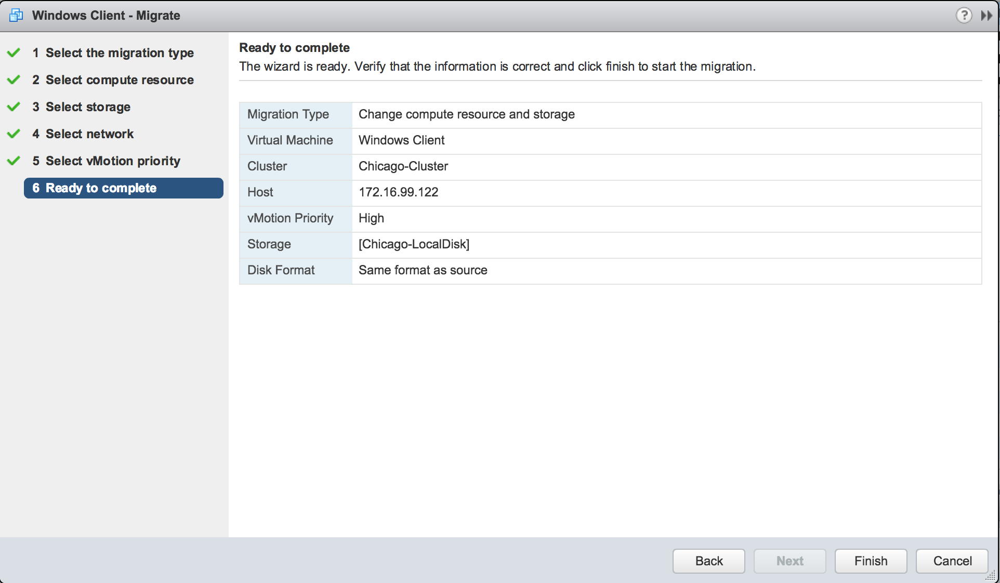 Windows Client - Migrate
?
1 Select the migration type
2 Select compute resource
3 Select storage
4 Select network
5 Select vMotion priority
6 Ready to complete
Ready to complete
The wizard is ready. Verify that the information is correct and click finish to start the migration.
Migration Type Change compute resource and storage
Virtual Machine Windows Client
Cluster Chicago-Cluster
Host 172.16.99.122
vMotion Priority High
Storage [Chicago-LocalDisk]
Disk Format Same format as source
Back Next Finish Cancel